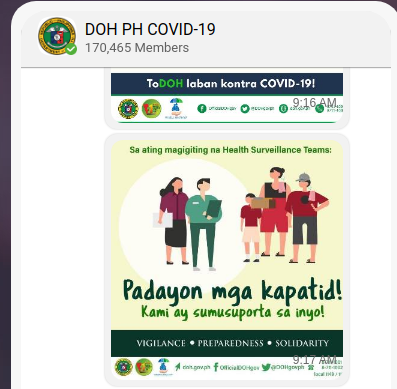 DOH PH COVID-19
170,465 Members
ToDOH laban kontra COVID-19!
9:16 AM
Sa ating magigiting na Health Surveillance Teams:
Padayon mga kapatid!
Kami ay sumusuporta sa inyo!
VIGILANCE • PREPAREDNESS • SOLIDARITY
9:17 AM
doh.gov.ph OfficialDOHgov @DOHgovph